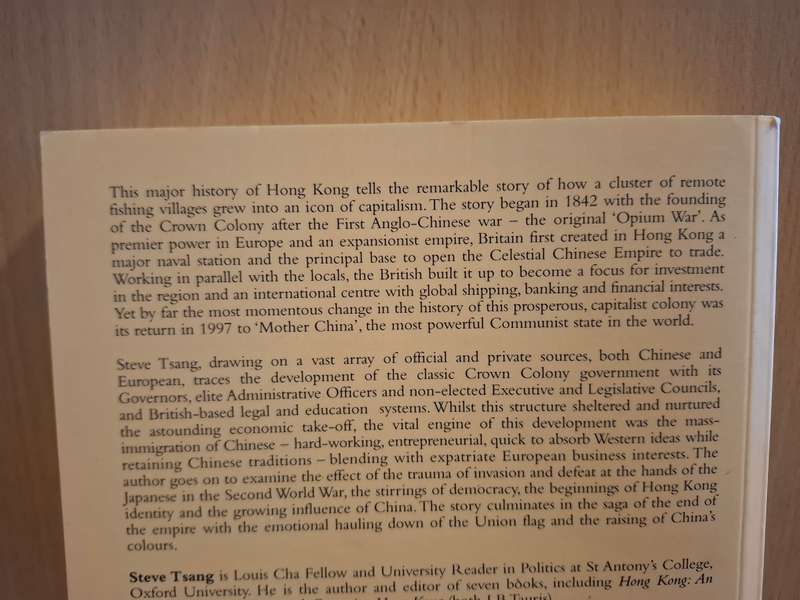 This major history of Hong Kong tells the remarkable story of how a cluster of remote
fishing villages grew into an icon of capitalism. The story began in 1842 with the founding
of the Crown Colony after the First Anglo-Chinese war – the original ‘Opium War’. As
premier power in Europe and an expansionist empire, Britain first created in Hong Kong a
major naval station and the principal base to open the Celestial Chinese Empire to trade.
Working in parallel with the locals, the British built it up to become a focus for investment
in the region and an international centre with global shipping, banking and financial interests.
Yet by far the most momentous change in the history of this prosperous, capitalist colony was
its return in 1997 to ‘Mother China’, the most powerful Communist state in the world.
Steve Tsang, drawing on a vast array of official and private sources, both Chinese and
European, traces the development of the classic Crown Colony government with its
Governors, elite Administrative Officers and non-elected Executive and Legislative Councils,
and British-based legal and education systems. Whilst this structure sheltered and nurtured
the astounding economic take-off, the vital engine of this development was the mass-
immigration of Chinese – hard-working, entrepreneurial, quick to absorb Western ideas while
retaining Chinese traditions – blending with expatriate European business interests. The
author goes on to examine the effect of the trauma of invasion and defeat at the hands of the
Japanese in the Second World War, the stirrings of democracy, the beginnings of Hong Kong
identity and the growing influence of China. The story culminates in the saga of the end of
the empire with the emotional hauling down of the Union flag and the raising of China’s
colours.
Steve Tsang is Louis Cha Fellow and University Reader in Politics at St Antony’s College,
Oxford University. He is the author and editor of seven books, including Hong Kong: An
(both I.B.Tauris)